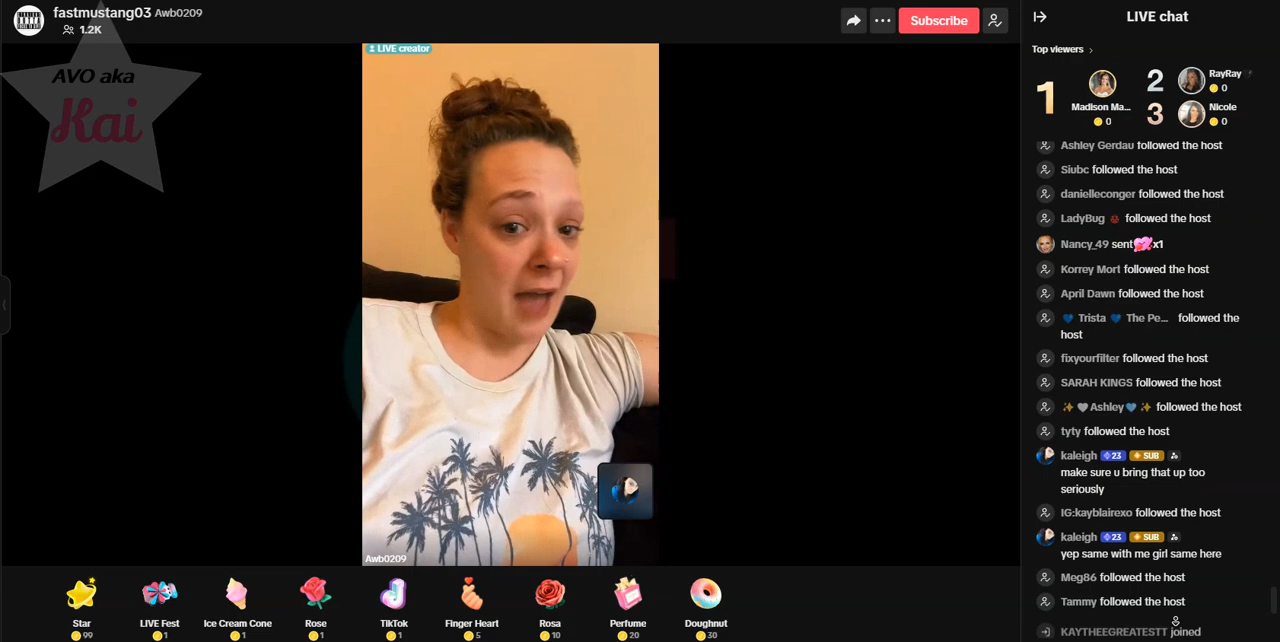 fastmustang03 Awb0209
1.2K
Subscribe
LIVE chat
AVO aka
Kai
LIVE creator
Awb0209
Top viewers
1
Madison Ma...
0
2
RayRay
0
3
Nicole
0
Ashley Gerdau followed the host
Siubc followed the host
danielleconger followed the host
LadyBug 🐞 followed the host
Nancy_49 sent 💞 x1
Korrey Mort followed the host
April Dawn followed the host
💙 Trista 💙 The Pe... followed the
host
fixyourfilter followed the host
SARAH KINGS followed the host
✨🩶Ashley🩵✨ followed the host
tyty followed the host
kaleigh 23 SUB
make sure u bring that up too
seriously
IG:kayblairexo followed the host
kaleigh 23 SUB
yep same with me girl same here
Meg86 followed the host
Tammy followed the host
KAYTHEEGREATESTT joined
Star
99
LIVE Fest
1
Ice Cream Cone
1
Rose
1
TikTok
1
Finger Heart
5
Rosa
10
Perfume
20
Doughnut
30